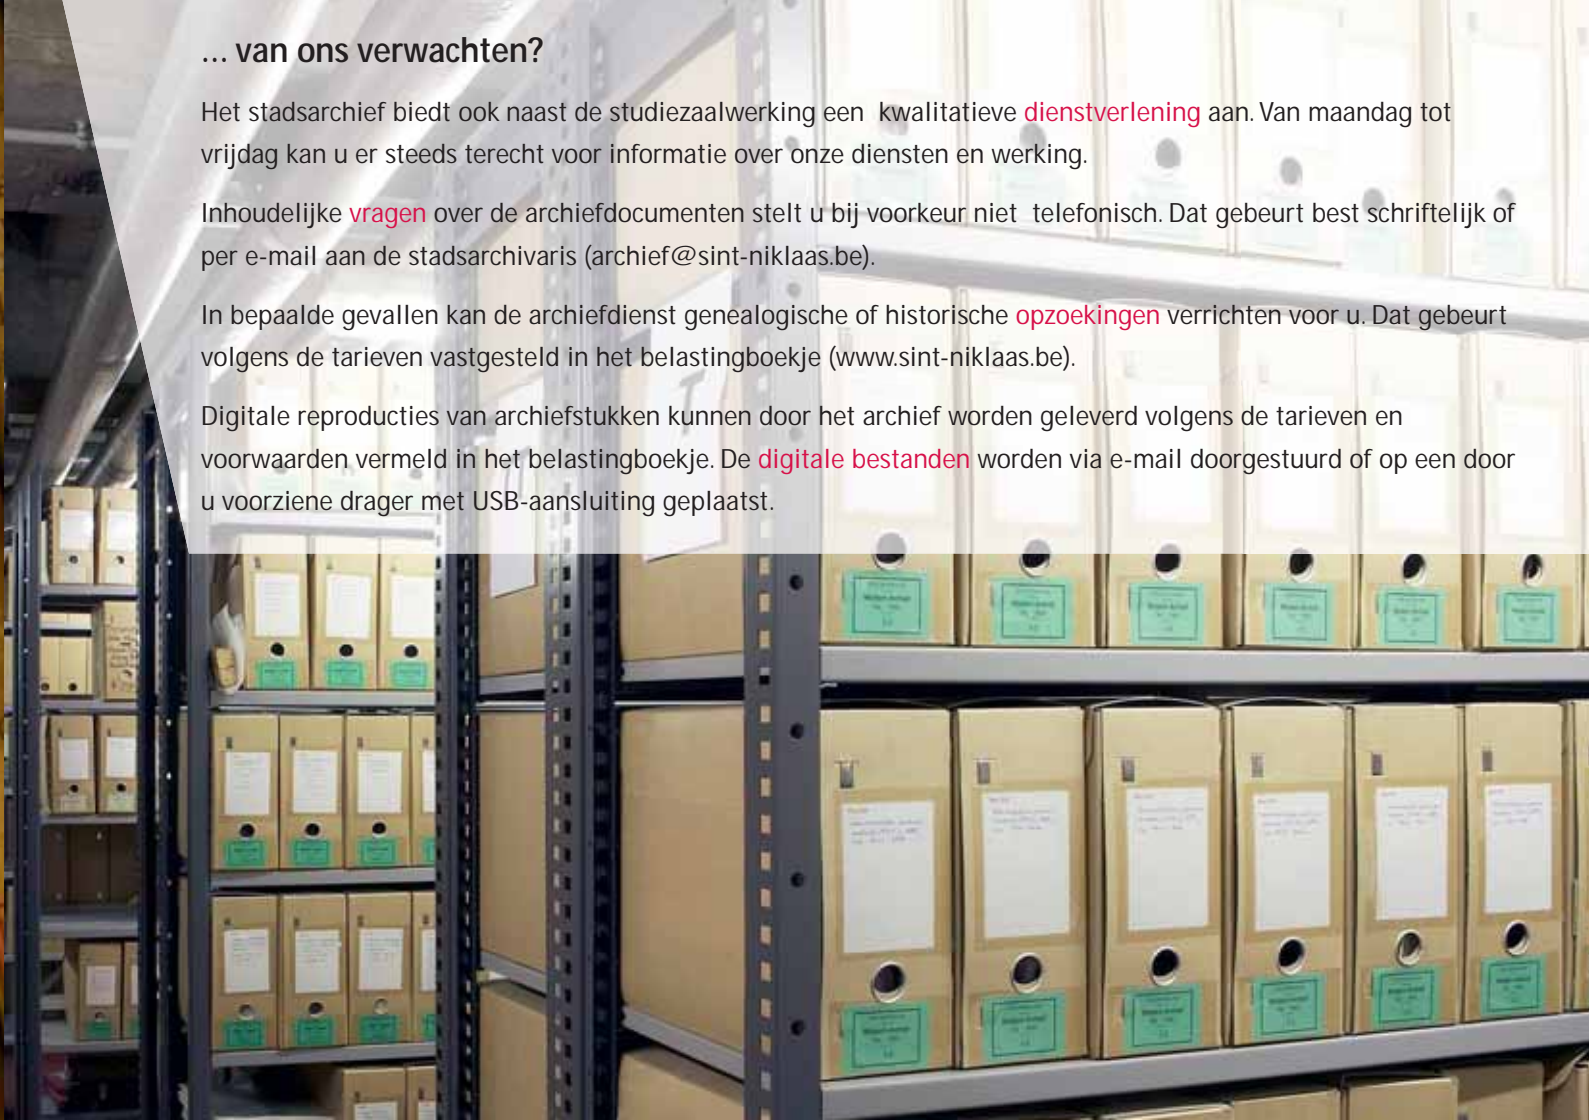 ... van ons verwachten?
Het stadsarchief biedt ook naast de studiezaalwerking een kwalitatieve dienstverlening aan. Van maandag tot
vrijdag kan u er steeds terecht voor informatie over onze diensten en werking.
Inhoudelijke vragen over de archiefdocumenten stelt u bij voorkeur niet telefonisch. Dat gebeurt best schriftelijk of
per e-mail aan de stadsarchivaris (archief@sint-niklaas.be).
In bepaalde gevallen kan de archiefdienst genealogische of historische opzoekingen verrichten voor u. Dat gebeurt
volgens de tarieven vastgesteld in het belastingboekje (www.sint-niklaas.be).
Digitale reproducties van archiefstukken kunnen door het archief worden geleverd volgens de tarieven en
voorwaarden vermeld in het belastingboekje. De digitale bestanden worden via e-mail doorgestuurd of op een door
u voorziene drager met USB-aansluiting geplaatst.
T